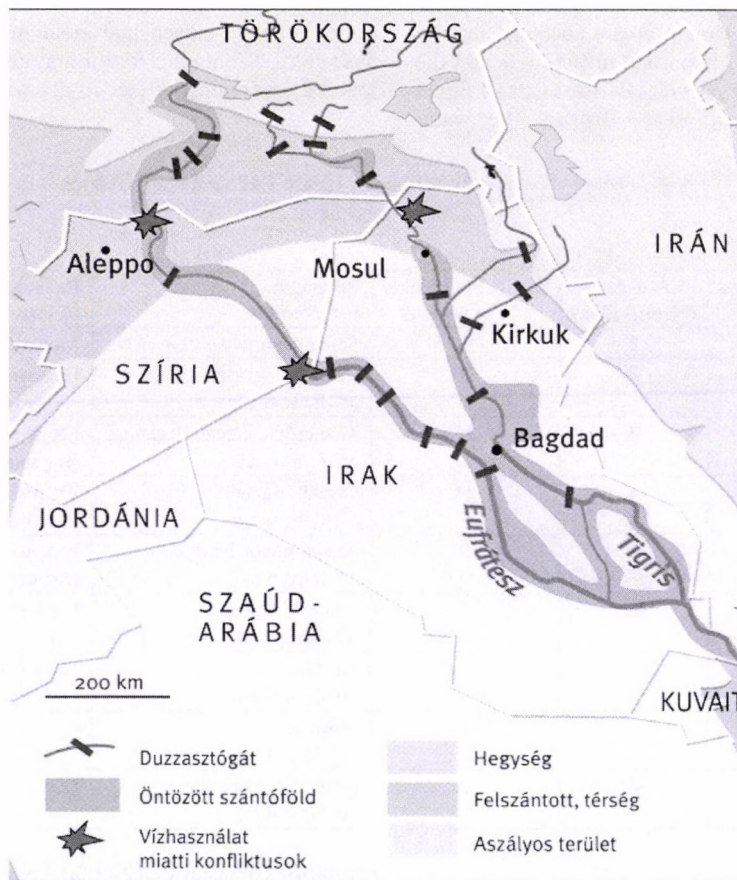 TÖRÖKORSZÁG
IRÁN
Aleppo
Mosul
Kirkuk
SZÍRIA
Bagdad
IRAK
JORDÁNIA
Eufrátesz
Tigris
SZAÚD-
ARÁBIA
200 km
KUVAIT
Duzzasztógát
Öntözött szántóföld
Vízhasználat
miatti konfliktusok
Hegység
Felszántott, térség
Aszályos terület